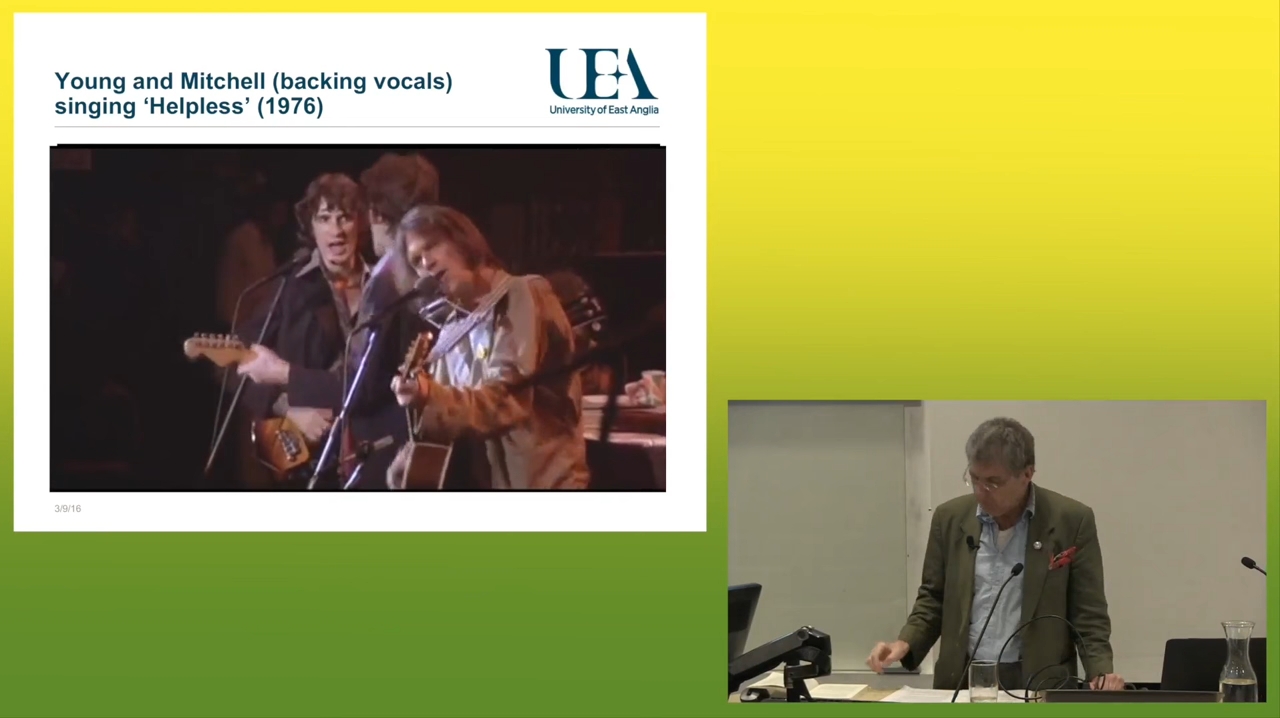 Young and Mitchell (backing vocals)
singing ‘Helpless’ (1976)
UEA
University of East Anglia
3/9/16